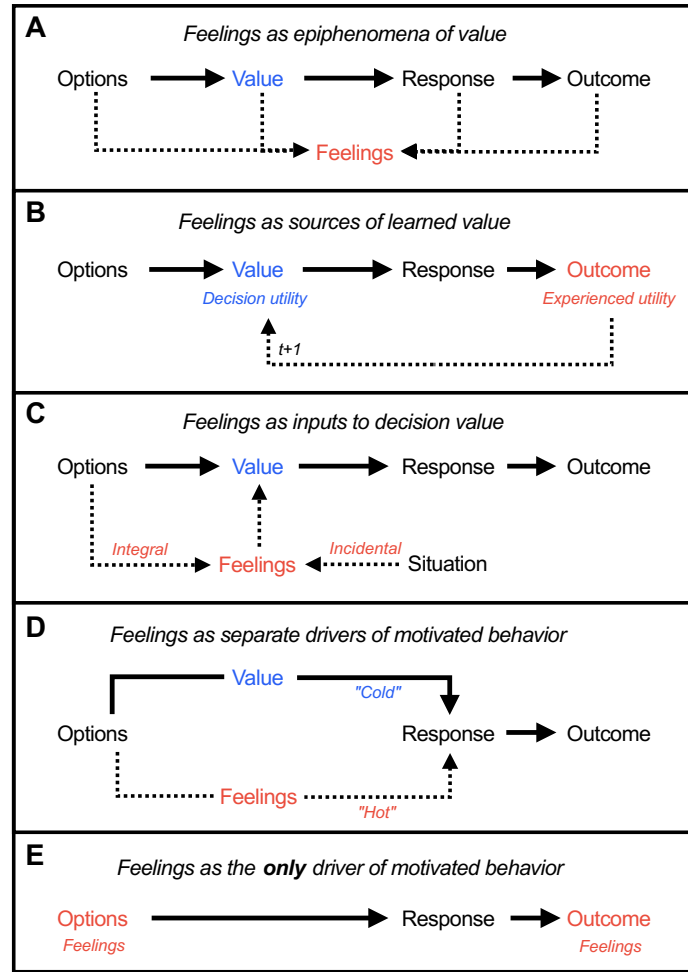 A
Feelings as epiphenomena of value
Options Value Response Outcome
Feelings
B
Feelings as sources of learned value
Options Value Response Outcome
Decision utility Experienced utility
t+1
C
Feelings as inputs to decision value
Options Value Response Outcome
Integral Incidental
Feelings Situation
D
Feelings as separate drivers of motivated behavior
Value
"Cold"
Options Response Outcome
Feelings
"Hot"
E
Feelings as the only driver of motivated behavior
Options Response Outcome
Feelings Feelings